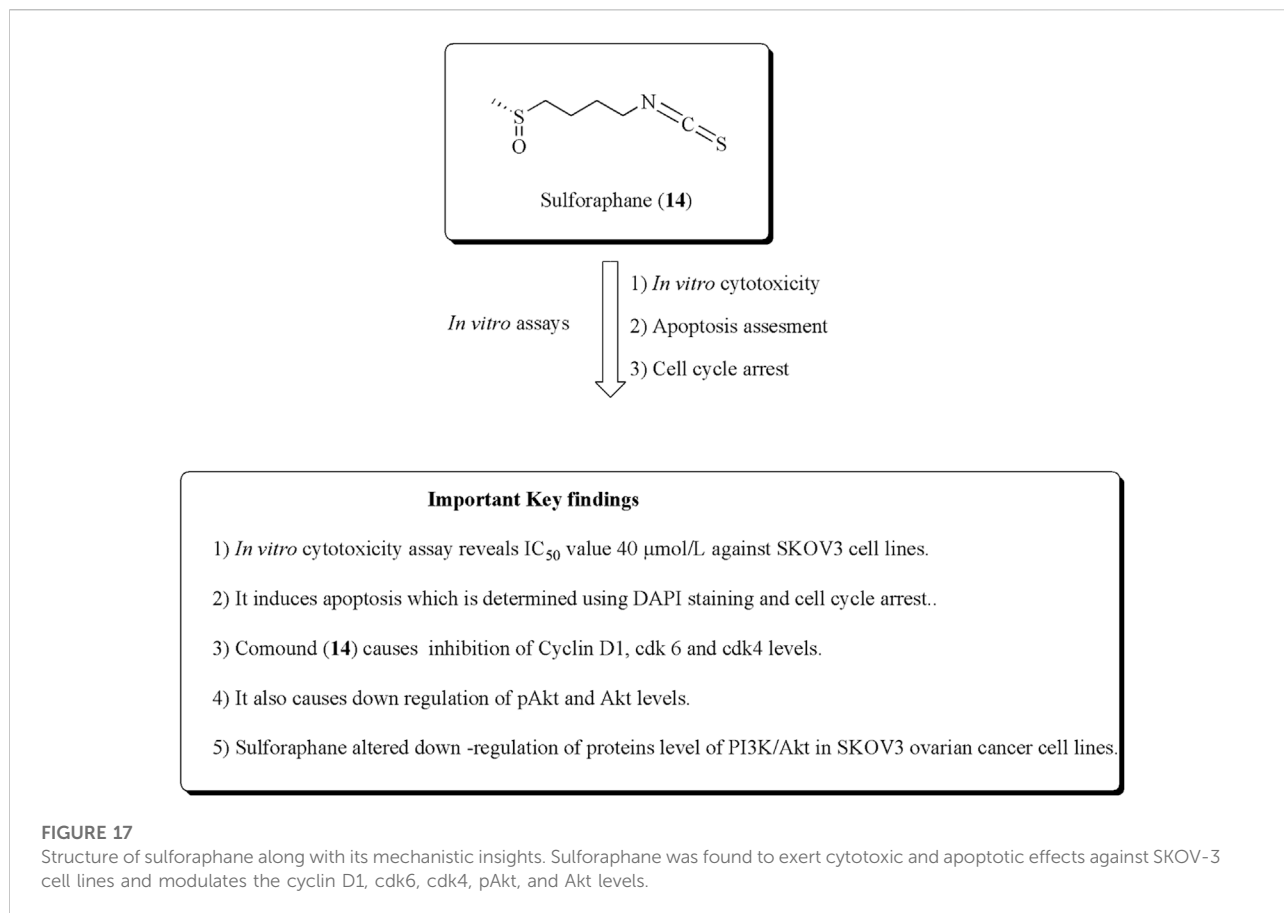 N
C
S
S
O
Sulforaphane (14)
In vitro assays
1) In vitro cytotoxicity
2) Apoptosis assesment
3) Cell cycle arrest
Important Key findings
1) In vitro cytotoxicity assay reveals IC50 value 40 μmol/L against SKOV3 cell lines.
2) It induces apoptosis which is determined using DAPI staining and cell cycle arrest..
3) Comound (14) causes inhibition of Cyclin D1, cdk 6 and cdk4 levels.
4) It also causes down regulation of pAkt and Akt levels.
5) Sulforaphane altered down -regulation of proteins level of PI3K/Akt in SKOV3 ovarian cancer cell lines.
FIGURE 17
Structure of sulforaphane along with its mechanistic insights. Sulforaphane was found to exert cytotoxic and apoptotic effects against SKOV-3
cell lines and modulates the cyclin D1, cdk6, cdk4, pAkt, and Akt levels.